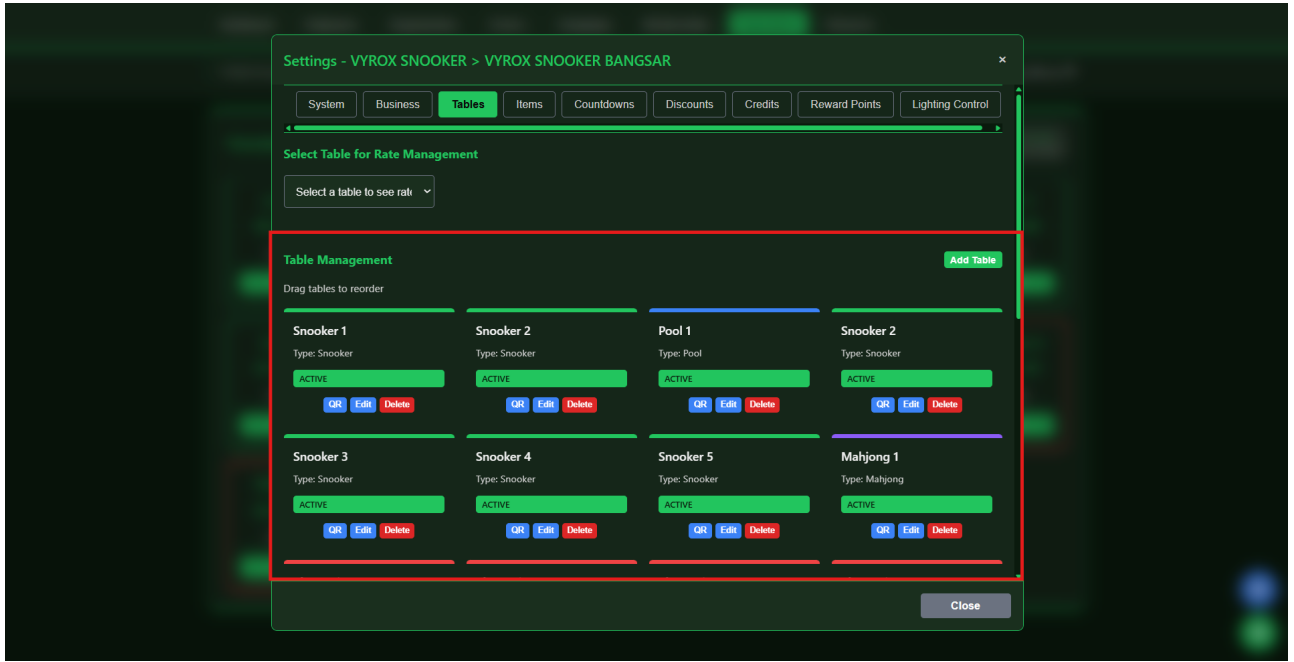 Settings - VYROX SNOOKER > VYROX SNOOKER BANGSAR ×
System Business Tables Items Countdowns Discounts Credits Reward Points Lighting Control
Select Table for Rate Management
Select a table to see rat
Table Management Add Table
Drag tables to reorder
Snooker 1 Snooker 2 Pool 1 Snooker 2
Type: Snooker Type: Snooker Type: Pool Type: Snooker
ACTIVE ACTIVE ACTIVE ACTIVE
QR Edit Delete QR Edit Delete QR Edit Delete QR Edit Delete
Snooker 3 Snooker 4 Snooker 5 Mahjong 1
Type: Snooker Type: Snooker Type: Snooker Type: Mahjong
ACTIVE ACTIVE ACTIVE ACTIVE
QR Edit Delete QR Edit Delete QR Edit Delete QR Edit Delete
Close